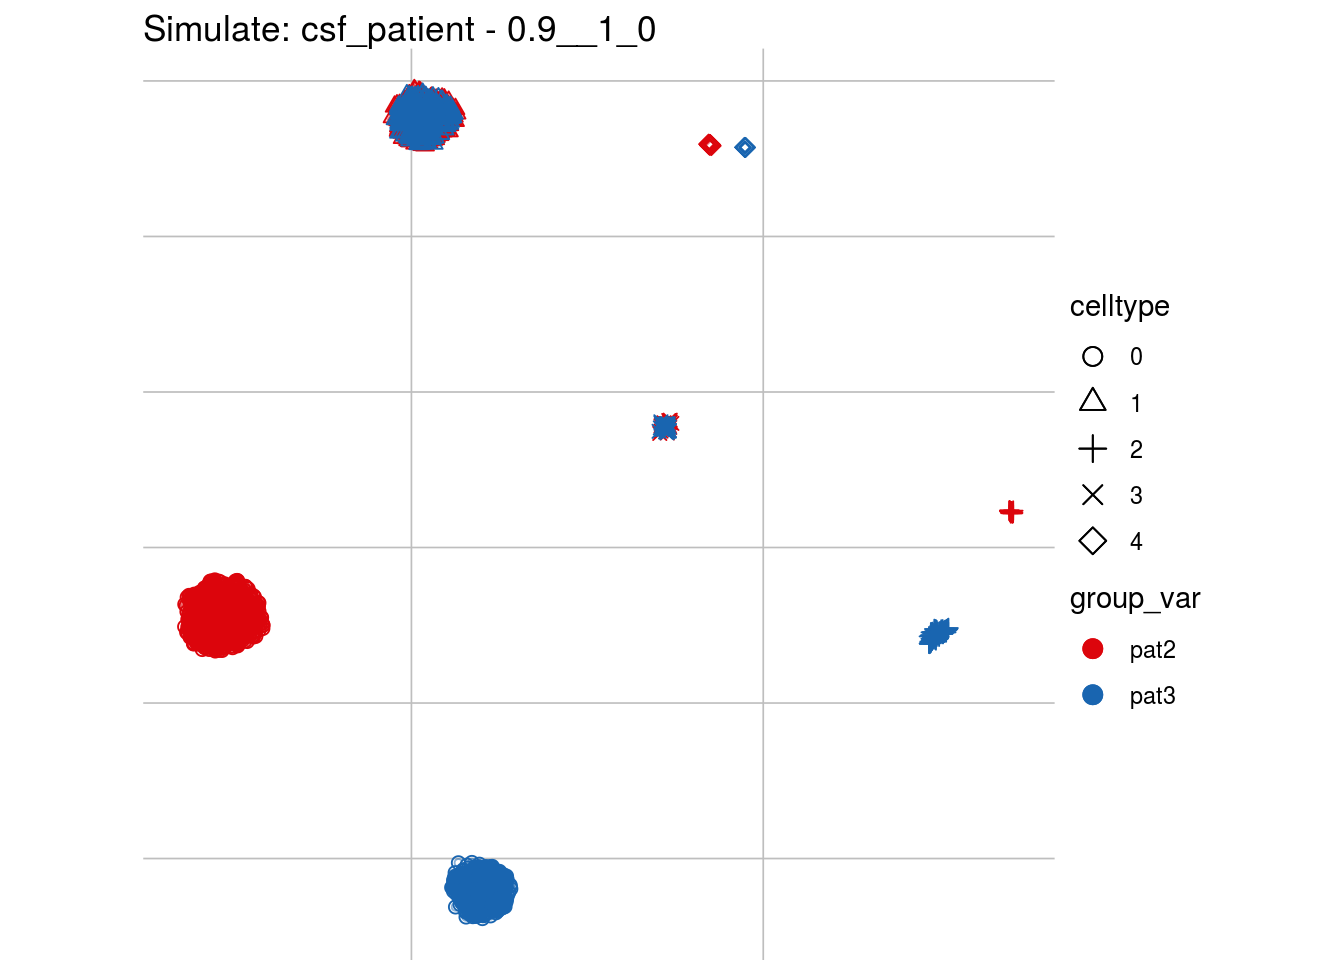 Simulate: csf_patient - 0.9__1_0
celltype
0
1
2
3
4
group_var
pat2
pat3